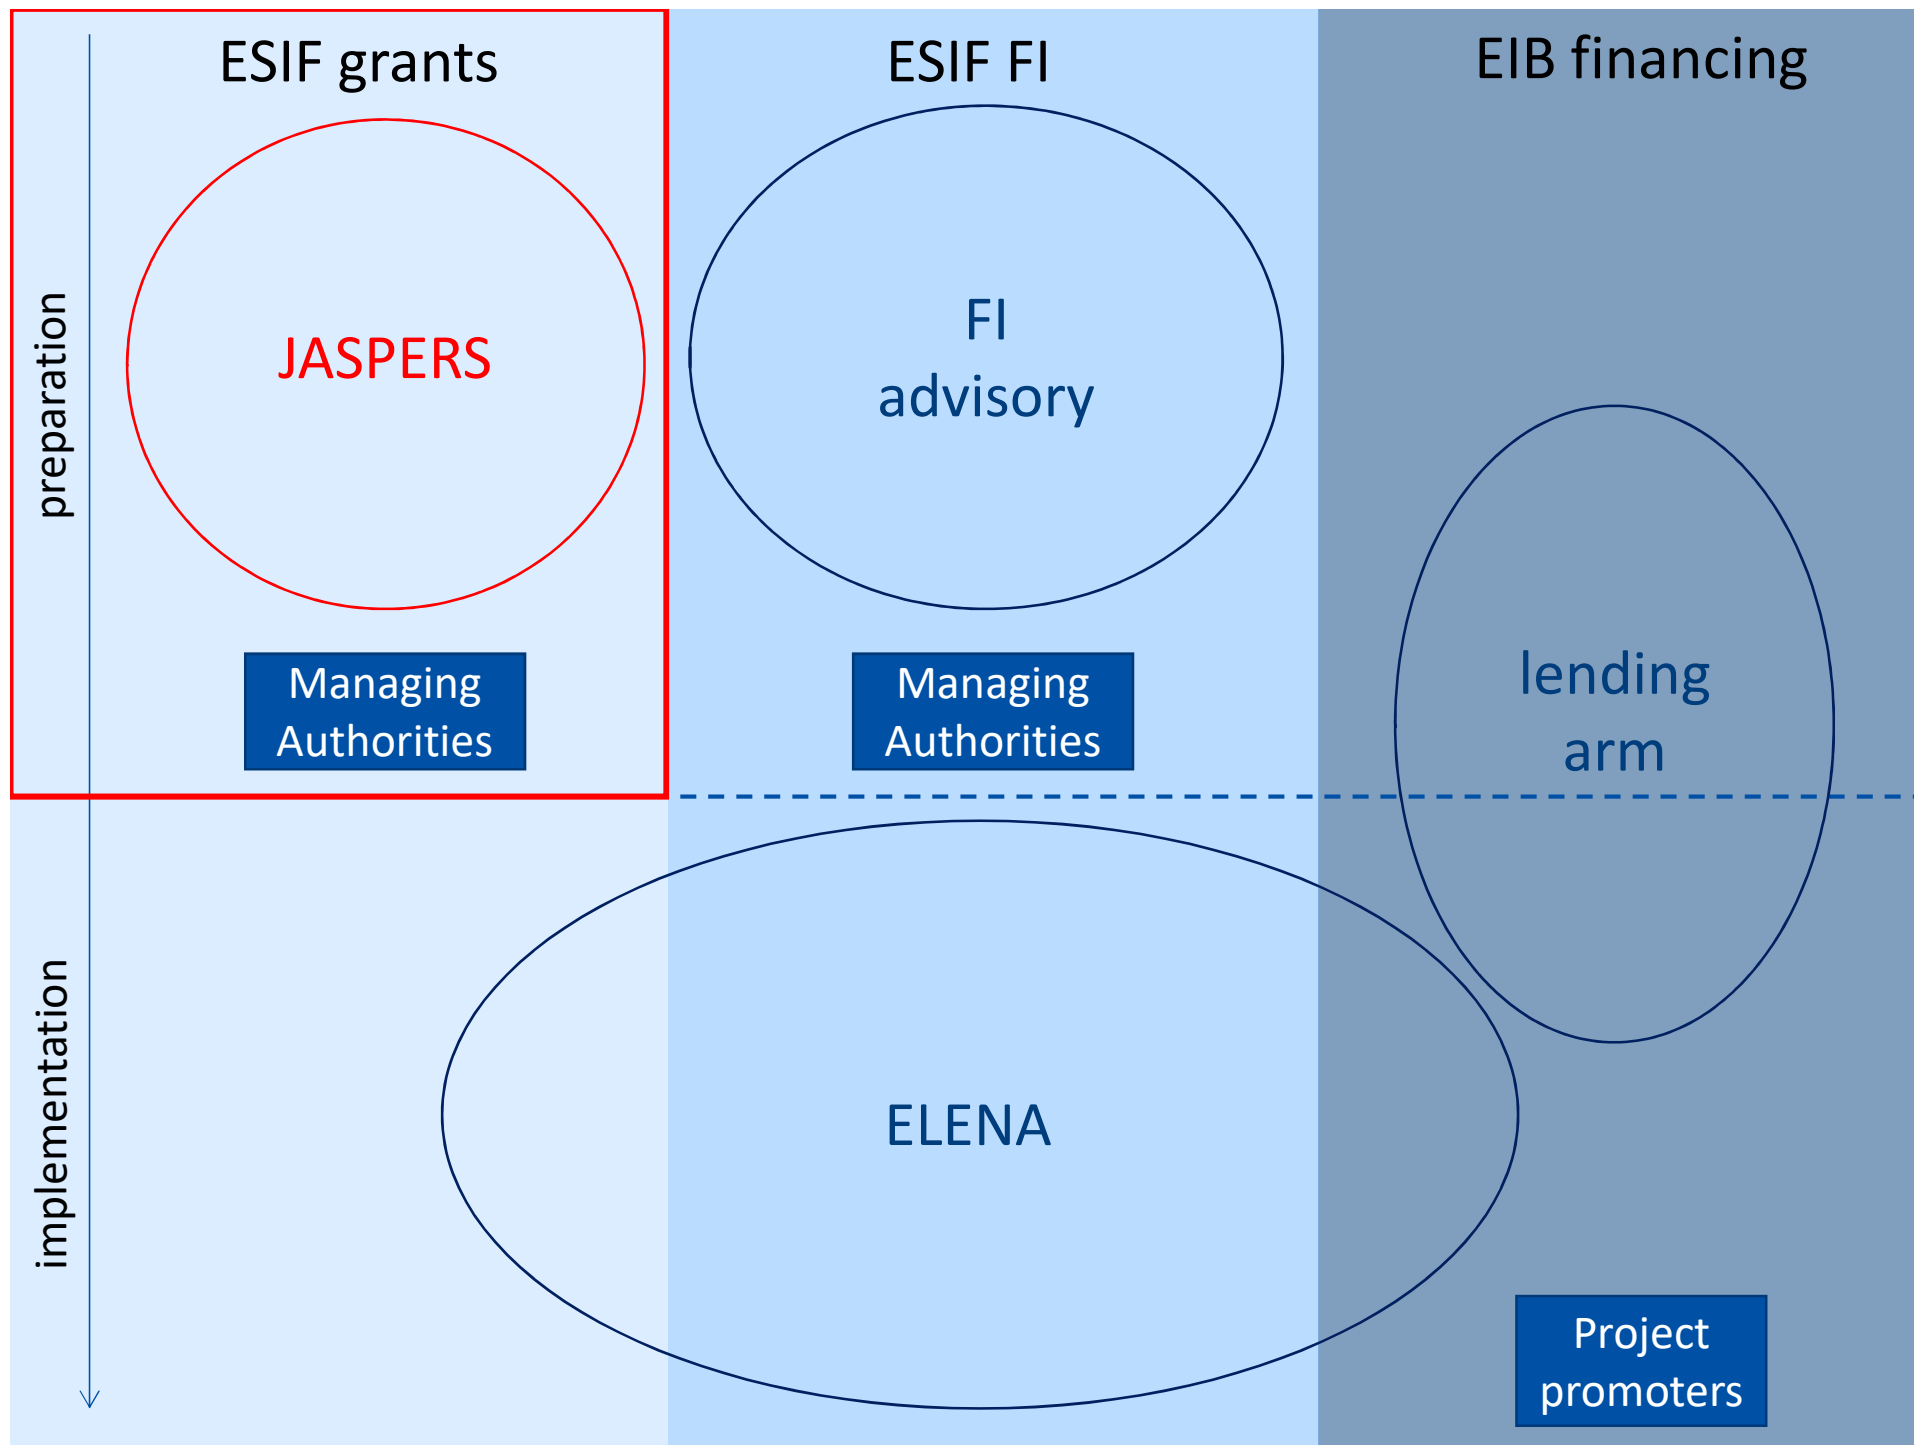 ESIF grants
ESIF FI
EIB financing
preparation
JASPERS
FI
advisory
Managing
Authorities
Managing
Authorities
lending
arm
implementation
ELENA
Project
promoters